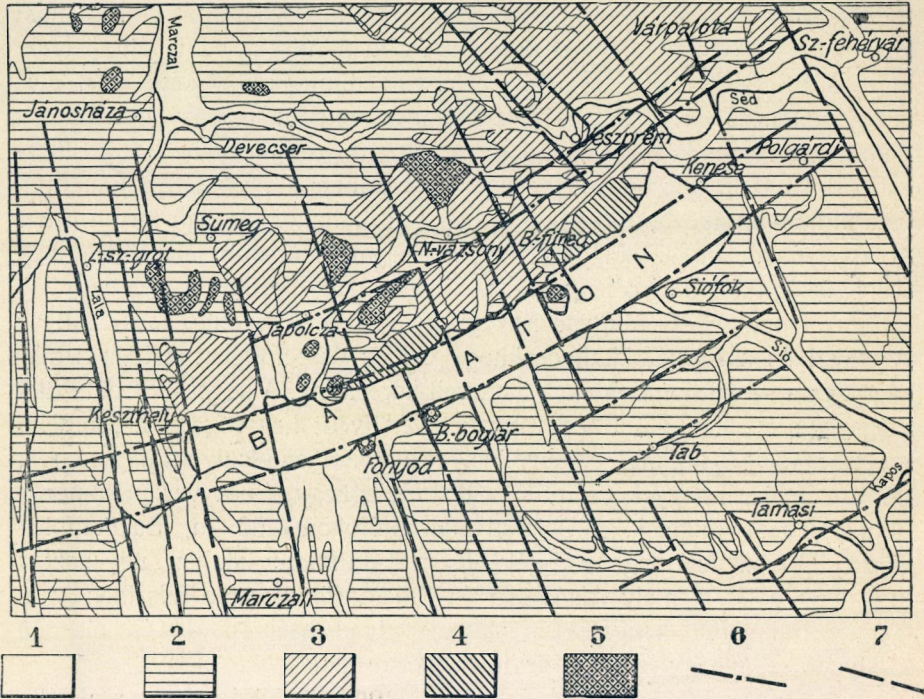 Marczal
Várpalota
Sz-fehérvár
Jánosháza
Séd
Devecser
Veszprém
Polgárdi
Kenese
Sümeg
N-vázsony
B-füred
Z-sz-grót
Zala
Siófok
Tapolcza
Sió
Keszthely
B A L A T O N
B-boglár
Fonyód
Tab
Kapos
Tamási
Marczali
1 2 3 4 5 6 7